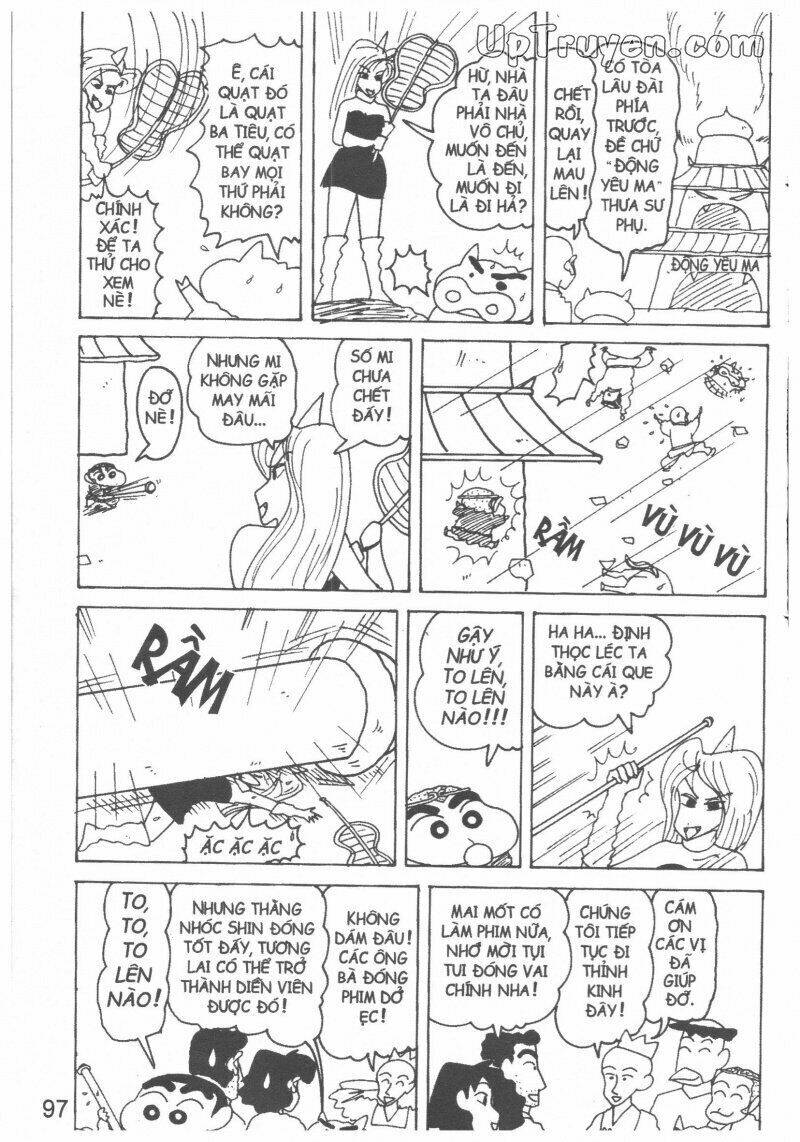 UpTruyen.com
CÓ TÒA
LÂU ĐÀI
PHÍA
TRƯỚC,
ĐỀ CHỮ
"ĐỘNG
YÊU MA"
THƯA SƯ
PHỤ.
CHẾT
RỒI,
QUAY
LẠI
MAU
LÊN!
ĐỘNG YÊU MA
HỪ, NHÀ
TA ĐÂU
PHẢI NHÀ
VÔ CHỦ,
MUỐN ĐẾN
LÀ ĐẾN,
MUỐN ĐI
LÀ ĐI HẢ?
Ê, CÁI
QUẠT ĐÓ
LÀ QUẠT
BA TIÊU, CÓ
THỂ QUẠT
BAY MỌI
THỨ PHẢI
KHÔNG?
CHÍNH
XÁC!
ĐỂ TA
THỬ CHO
XEM
NÈ!
VÙ VÙ VÙ
RẦM
SỐ MI
CHƯA
CHẾT
ĐẤY!
NHƯNG MI
KHÔNG GẶP
MAY MÃI
ĐÂU...
ĐỠ
NÈ!
HA HA... ĐỊNH
THỌC LÉC TA
BẰNG CÁI QUE
NÀY À?
GẬY
NHƯ Ý,
TO LÊN,
TO LÊN
NÀO!!!
RẦM
ẶC ẶC ẶC
CÁM
ƠN
CÁC VỊ
ĐÃ
GIÚP
ĐỠ.
CHÚNG
TÔI TIẾP
TỤC ĐI
THỈNH
KINH
ĐÂY!
MAI MỐT CÓ
LÀM PHIM NỮA,
NHỚ MỜI TỤI
TUI ĐÓNG VAI
CHÍNH NHA!
KHÔNG
DÁM ĐÂU!
CÁC ÔNG
BÀ ĐÓNG
PHIM DỞ
ẸC!
NHƯNG THẰNG
NHÓC SHIN ĐÓNG
TỐT ĐẤY, TƯƠNG
LAI CÓ THỂ TRỞ
THÀNH DIỄN VIÊN
ĐƯỢC ĐÓ!
TO,
TO,
TO
LÊN
NÀO!
97